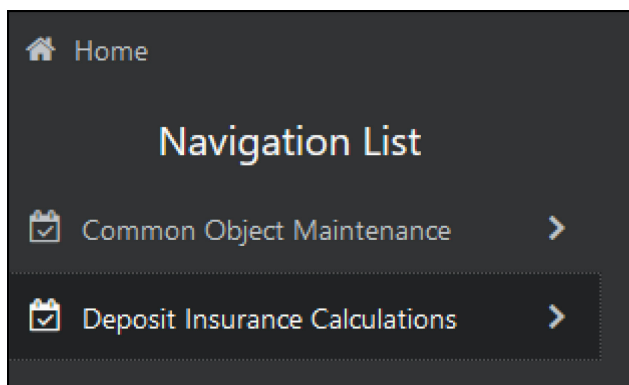 Home
Navigation List
Common Object Maintenance
Deposit Insurance Calculations